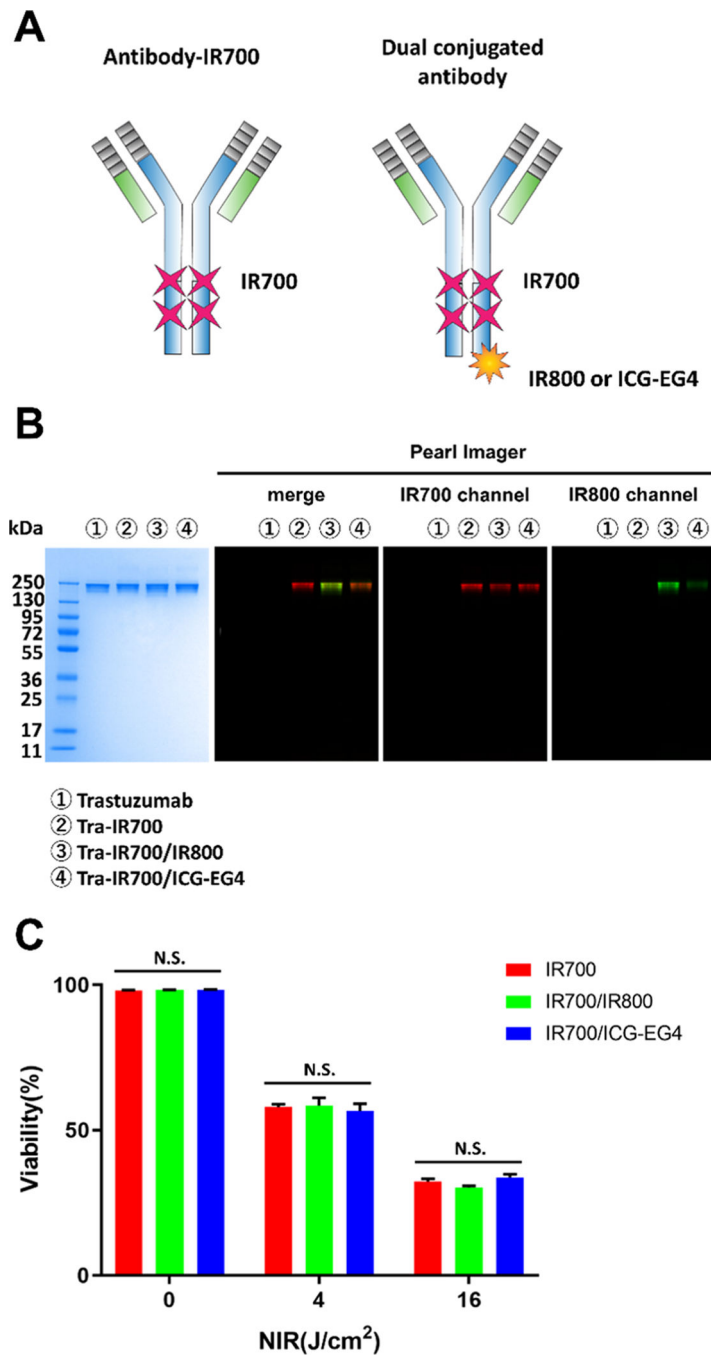 A
Antibody-IR700
Dual conjugated
antibody
IR700
IR700
IR800 or ICG-EG4
B
Pearl Imager
merge
IR700 channel
IR800 channel
kDa
① ② ③ ④
① ② ③ ④
① ② ③ ④
① ② ③ ④
250
130
95
72
55
36
25
17
11
① Trastuzumab
② Tra-IR700
③ Tra-IR700/IR800
④ Tra-IR700/ICG-EG4
C
N.S.
N.S.
N.S.
IR700
IR700/IR800
IR700/ICG-EG4
Viability(%)
100
50
0
0
4
16
NIR(J/cm²)